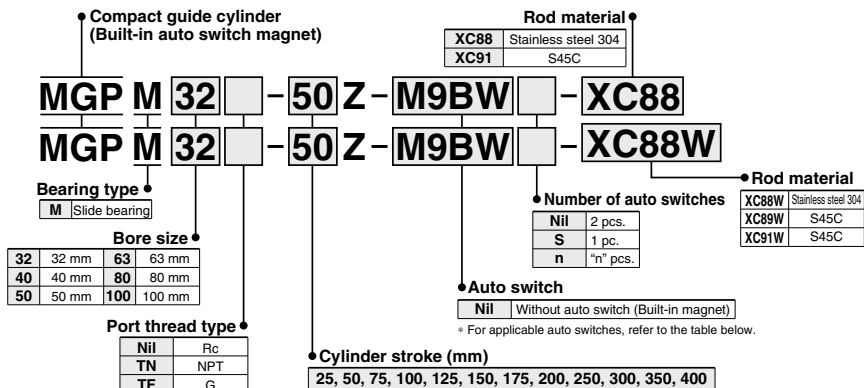 Compact guide cylinder
(Built-in auto switch magnet)
Rod material
XC88 Stainless steel 304
XC91 S45C
MGP M 32 – 50 Z – M9BW – XC88
MGP M 32 – 50 Z – M9BW – XC88W
Bearing type
M Slide bearing
Bore size
32 32 mm 63 63 mm
40 40 mm 80 80 mm
50 50 mm 100 100 mm
Port thread type
Nil Rc
TN NPT
TF G
Cylinder stroke (mm)
25, 50, 75, 100, 125, 150, 175, 200, 250, 300, 350, 400
Number of auto switches
Nil 2 pcs.
S 1 pc.
n “n” pcs.
Auto switch
Nil Without auto switch (Built-in magnet)
* For applicable auto switches, refer to the table below.
Rod material
XC88W Stainless steel 304
XC89W S45C
XC91W S45C